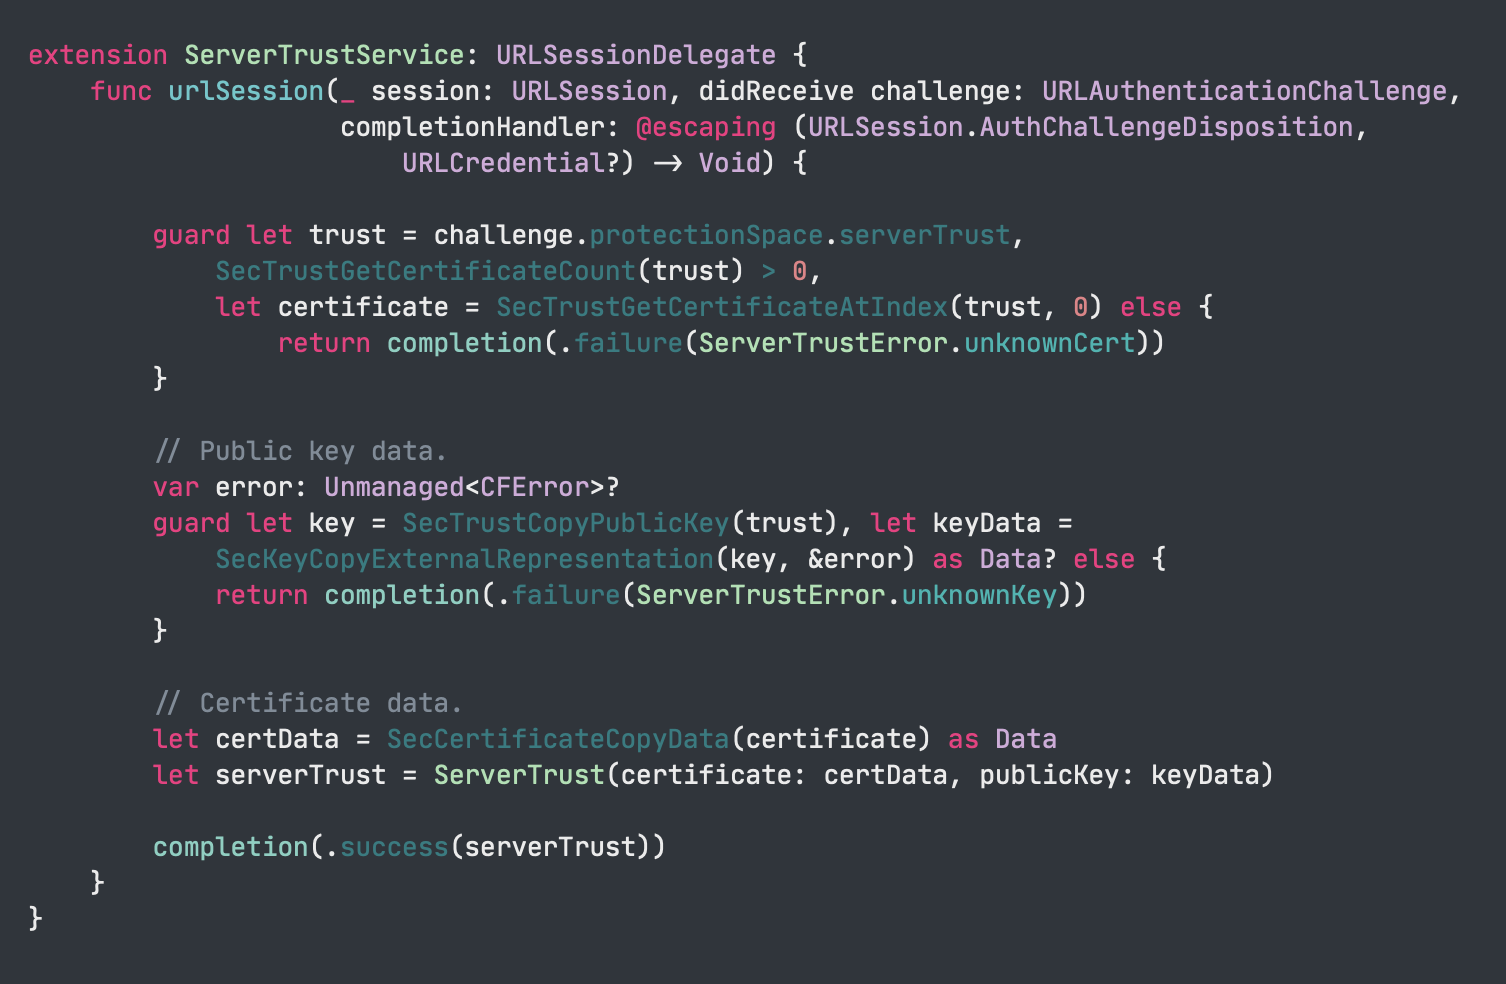 extension ServerTrustService: URLSessionDelegate {
    func urlSession(_ session: URLSession, didReceive challenge: URLAuthenticationChallenge,
                    completionHandler: @escaping (URLSession.AuthChallengeDisposition,
                        URLCredential?) -> Void) {

        guard let trust = challenge.protectionSpace.serverTrust,
            SecTrustGetCertificateCount(trust) > 0,
            let certificate = SecTrustGetCertificateAtIndex(trust, 0) else {
                return completion(.failure(ServerTrustError.unknownCert))
        }

        // Public key data.
        var error: Unmanaged<CFError>?
        guard let key = SecTrustCopyPublicKey(trust), let keyData =
            SecKeyCopyExternalRepresentation(key, &error) as Data? else {
            return completion(.failure(ServerTrustError.unknownKey))
        }

        // Certificate data.
        let certData = SecCertificateCopyData(certificate) as Data
        let serverTrust = ServerTrust(certificate: certData, publicKey: keyData)

        completion(.success(serverTrust))
    }
}